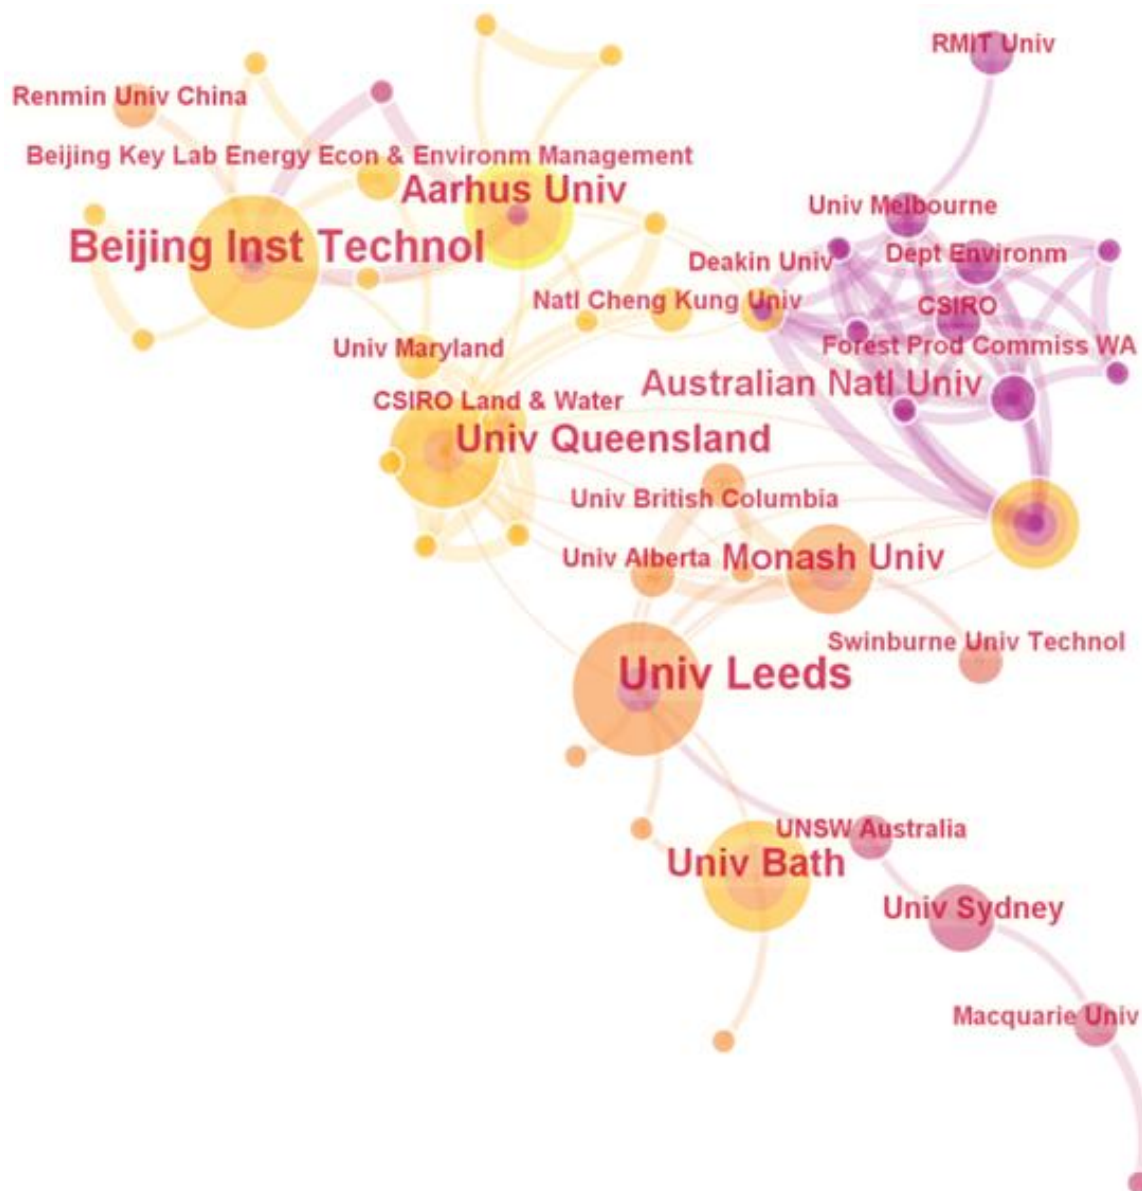 RMIT Univ
Renmin Univ China
Beijing Key Lab Energy Econ & Environm Management
Aarhus Univ
Univ Melbourne
Beijing Inst Technol
Dept Environm
Deakin Univ
Natl Cheng Kung Univ
CSIRO
Univ Maryland
Forest Prod Commiss WA
Australian Natl Univ
CSIRO Land & Water
Univ Queensland
Univ British Columbia
Univ Alberta
Monash Univ
Swinburne Univ Technol
Univ Leeds
UNSW Australia
Univ Bath
Univ Sydney
Macquarie Univ